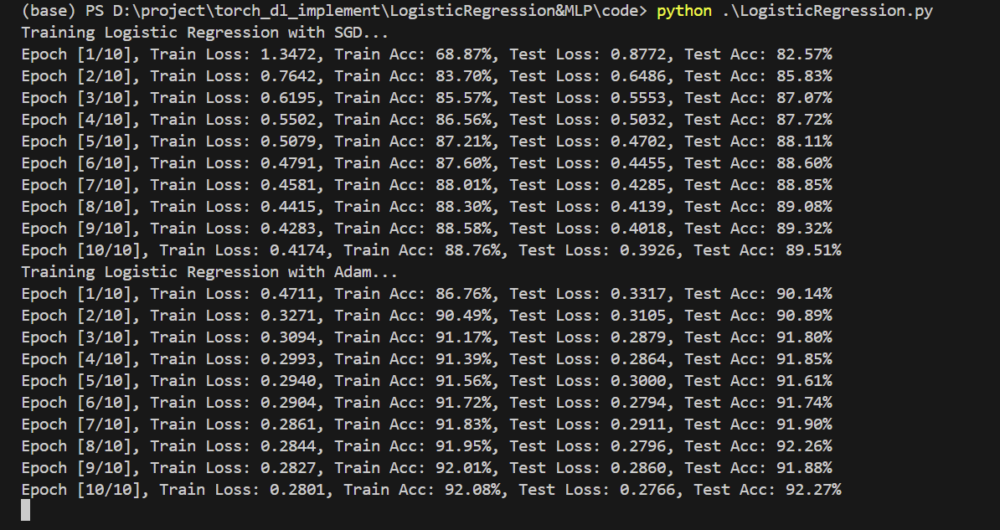 (base) PS D:\project\torch_dl_implement\LogisticRegression&MLP\code> python .\LogisticRegression.py
Training Logistic Regression with SGD...
Epoch [1/10], Train Loss: 1.3472, Train Acc: 68.87%, Test Loss: 0.8772, Test Acc: 82.57%
Epoch [2/10], Train Loss: 0.7642, Train Acc: 83.70%, Test Loss: 0.6486, Test Acc: 85.83%
Epoch [3/10], Train Loss: 0.6195, Train Acc: 85.57%, Test Loss: 0.5553, Test Acc: 87.07%
Epoch [4/10], Train Loss: 0.5502, Train Acc: 86.56%, Test Loss: 0.5032, Test Acc: 87.72%
Epoch [5/10], Train Loss: 0.5079, Train Acc: 87.21%, Test Loss: 0.4702, Test Acc: 88.11%
Epoch [6/10], Train Loss: 0.4791, Train Acc: 87.60%, Test Loss: 0.4455, Test Acc: 88.60%
Epoch [7/10], Train Loss: 0.4581, Train Acc: 88.01%, Test Loss: 0.4285, Test Acc: 88.85%
Epoch [8/10], Train Loss: 0.4415, Train Acc: 88.30%, Test Loss: 0.4139, Test Acc: 89.08%
Epoch [9/10], Train Loss: 0.4283, Train Acc: 88.58%, Test Loss: 0.4018, Test Acc: 89.32%
Epoch [10/10], Train Loss: 0.4174, Train Acc: 88.76%, Test Loss: 0.3926, Test Acc: 89.51%
Training Logistic Regression with Adam...
Epoch [1/10], Train Loss: 0.4711, Train Acc: 86.76%, Test Loss: 0.3317, Test Acc: 90.14%
Epoch [2/10], Train Loss: 0.3271, Train Acc: 90.49%, Test Loss: 0.3105, Test Acc: 90.89%
Epoch [3/10], Train Loss: 0.3094, Train Acc: 91.17%, Test Loss: 0.2879, Test Acc: 91.80%
Epoch [4/10], Train Loss: 0.2993, Train Acc: 91.39%, Test Loss: 0.2864, Test Acc: 91.85%
Epoch [5/10], Train Loss: 0.2940, Train Acc: 91.56%, Test Loss: 0.3000, Test Acc: 91.61%
Epoch [6/10], Train Loss: 0.2904, Train Acc: 91.72%, Test Loss: 0.2794, Test Acc: 91.74%
Epoch [7/10], Train Loss: 0.2861, Train Acc: 91.83%, Test Loss: 0.2911, Test Acc: 91.90%
Epoch [8/10], Train Loss: 0.2844, Train Acc: 91.95%, Test Loss: 0.2796, Test Acc: 92.26%
Epoch [9/10], Train Loss: 0.2827, Train Acc: 92.01%, Test Loss: 0.2860, Test Acc: 91.88%
Epoch [10/10], Train Loss: 0.2801, Train Acc: 92.08%, Test Loss: 0.2766, Test Acc: 92.27%